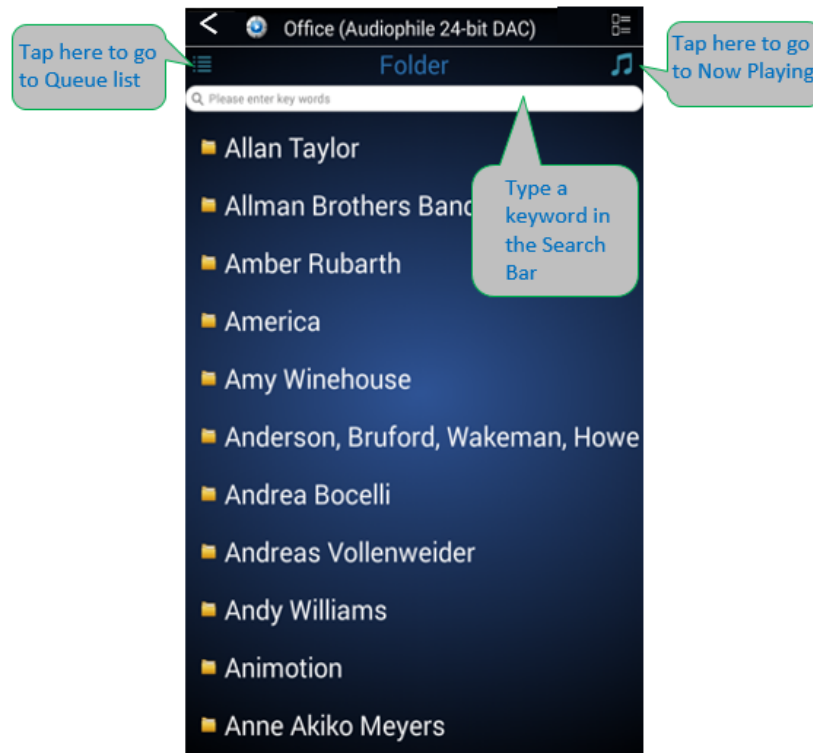 Office (Audiophile 24-bit DAC)
Tap here to go
to Queue list
Folder
Tap here to go
to Now Playing
Please enter key words
Allan Taylor
Allman Brothers Band
Type a
keyword in
the Search
Bar
Amber Rubarth
America
Amy Winehouse
Anderson, Bruford, Wakeman, Howe
Andrea Bocelli
Andreas Vollenweider
Andy Williams
Animotion
Anne Akiko Meyers